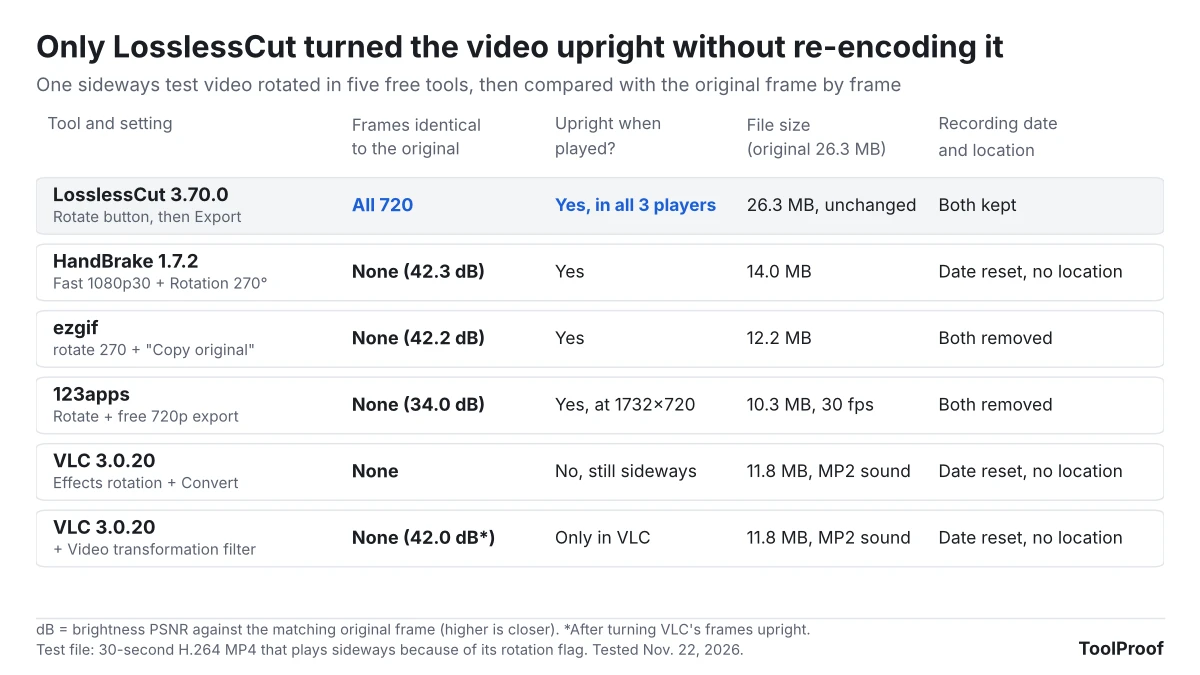 Only LosslessCut turned the video upright without re-encoding it
One sideways test video rotated in five free tools, then compared with the original frame by frame
Tool and setting
Frames identical
to the original
Upright when
played?
File size
(original 26.3 MB)
Recording date
and location
LosslessCut 3.70.0
Rotate button, then Export
All 720
Yes, in all 3 players
26.3 MB, unchanged
Both kept
HandBrake 1.7.2
Fast 1080p30 + Rotation 270°
None (42.3 dB)
Yes
14.0 MB
Date reset, no location
ezgif
rotate 270 + "Copy original"
None (42.2 dB)
Yes
12.2 MB
Both removed
123apps
Rotate + free 720p export
None (34.0 dB)
Yes, at 1732×720
10.3 MB, 30 fps
Both removed
VLC 3.0.20
Effects rotation + Convert
None
No, still sideways
11.8 MB, MP2 sound
Date reset, no location
VLC 3.0.20
+ Video transformation filter
None (42.0 dB*)
Only in VLC
11.8 MB, MP2 sound
Date reset, no location
dB = brightness PSNR against the matching original frame (higher is closer). *After turning VLC's frames upright.
Test file: 30-second H.264 MP4 that plays sideways because of its rotation flag. Tested Nov. 22, 2026.
ToolProof